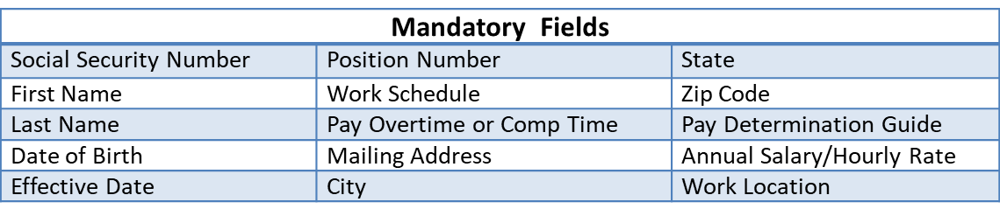 Mandatory Fields
Social Security Number Position Number State
First Name Work Schedule Zip Code
Last Name Pay Overtime or Comp Time Pay Determination Guide
Date of Birth Mailing Address Annual Salary/Hourly Rate
Effective Date City Work Location